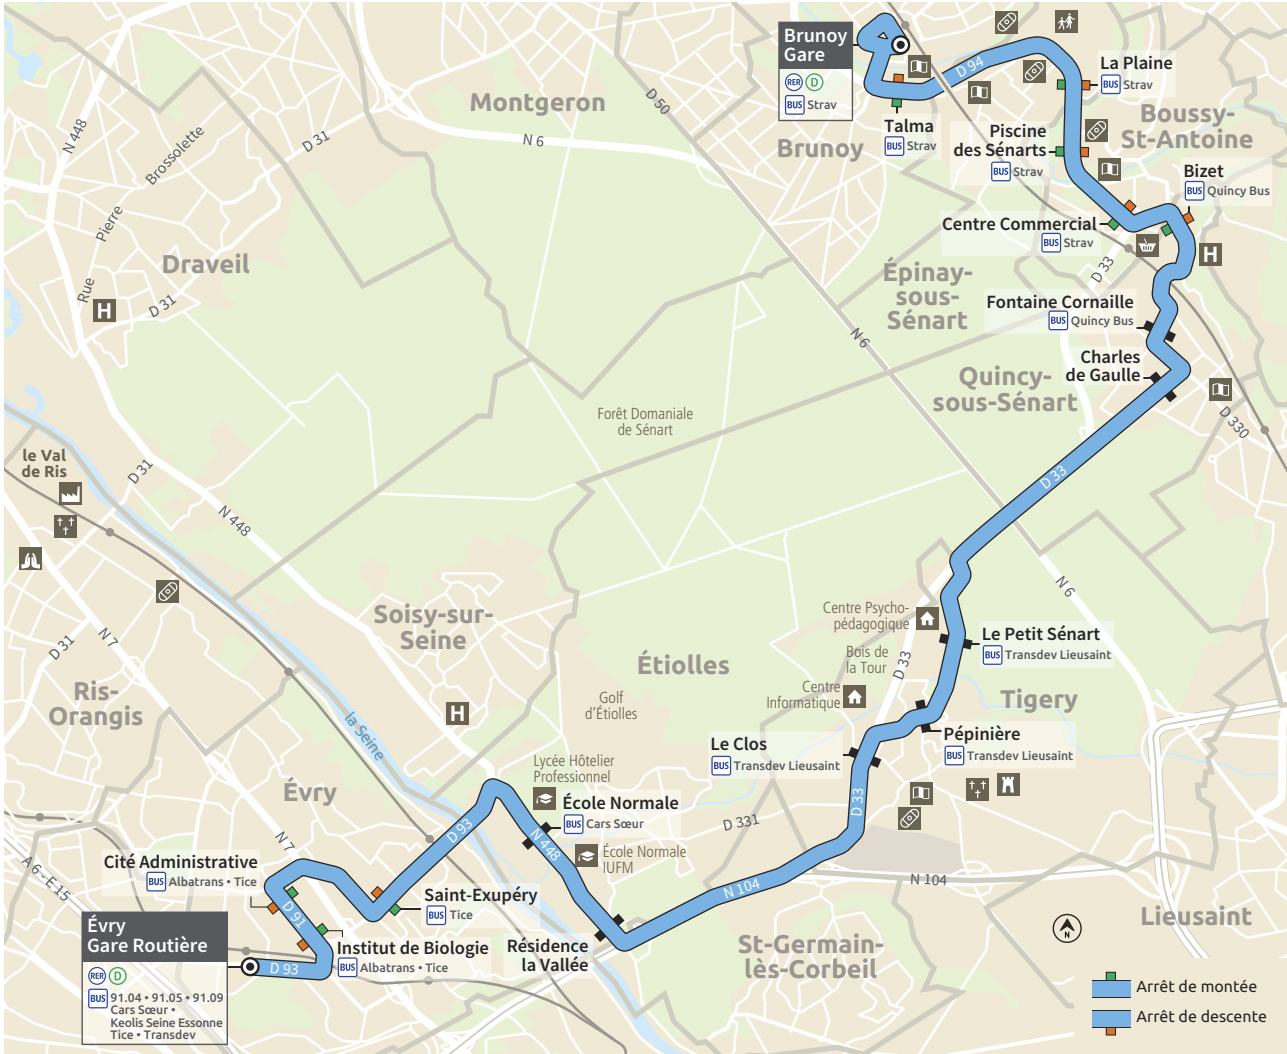 Brunoy
Gare
RER D
BUS Strav
D 94
La Plaine
BUS Strav
Montgeron
D 50
N 448
Brossolette
D 31
N 6
Talma
BUS Strav
Brunoy
Piscine
des Sénarts
BUS Strav
Boussy-
St-Antoine
Bizet
BUS Quincy Bus
Pierre
Centre Commercial
BUS Strav
H
Draveil
Rue
D 31
H
D 33
Épinay-
sous-
Sénart
Fontaine Cornaille
BUS Quincy Bus
N 6
Charles
de Gaulle
Quincy-
sous-Sénart
Forêt Domaniale
de Sénart
D 330
le Val
de Ris
D 31
N 448
D 33
N 6
Soisy-sur-
Seine
Centre Psycho-
pédagogique
D 31
N 7
Le Petit Sénart
BUS Transdev Lieusaint
Étiolles
Bois de
la Tour
D 33
Ris-
Orangis
Centre
Informatique
Golf
d'Étiolles
H
Tigery
la Seine
Pépinière
BUS Transdev Lieusaint
Le Clos
BUS Transdev Lieusaint
Lycée Hôtelier
Professionnel
Évry
École Normale
BUS Cars Sœur
D 33
D 331
D 93
N 448
N 7
École Normale
IUFM
A 6 - E 15
Cité Administrative
BUS Albatrans • Tice
N 104
N 104
Saint-Exupéry
BUS Tice
D 91
Lieusaint
Évry
Gare Routière
RER D
BUS 91.04 • 91.05 • 91.09
Cars Sœur •
Keolis Seine Essonne
Tice • Transdev
D 93
Institut de Biologie
BUS Albatrans • Tice
Résidence
la Vallée
St-Germain-
lès-Corbeil
N
Arrêt de montée
Arrêt de descente